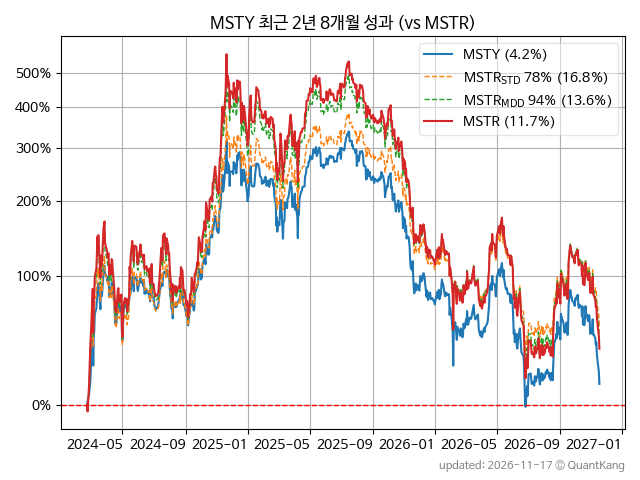 MSTY 최근 2년 8개월 성과 (vs MSTR)
MSTY (4.2%)
MSTR_STD 78% (16.8%)
MSTR_MDD 94% (13.6%)
MSTR (11.7%)
500%
400%
300%
200%
100%
0%
2024−05 2024−09 2025−01 2025−05 2025−09 2026−01 2026−05 2026−09 2027−01
updated: 2026−11−17 © QuantKang